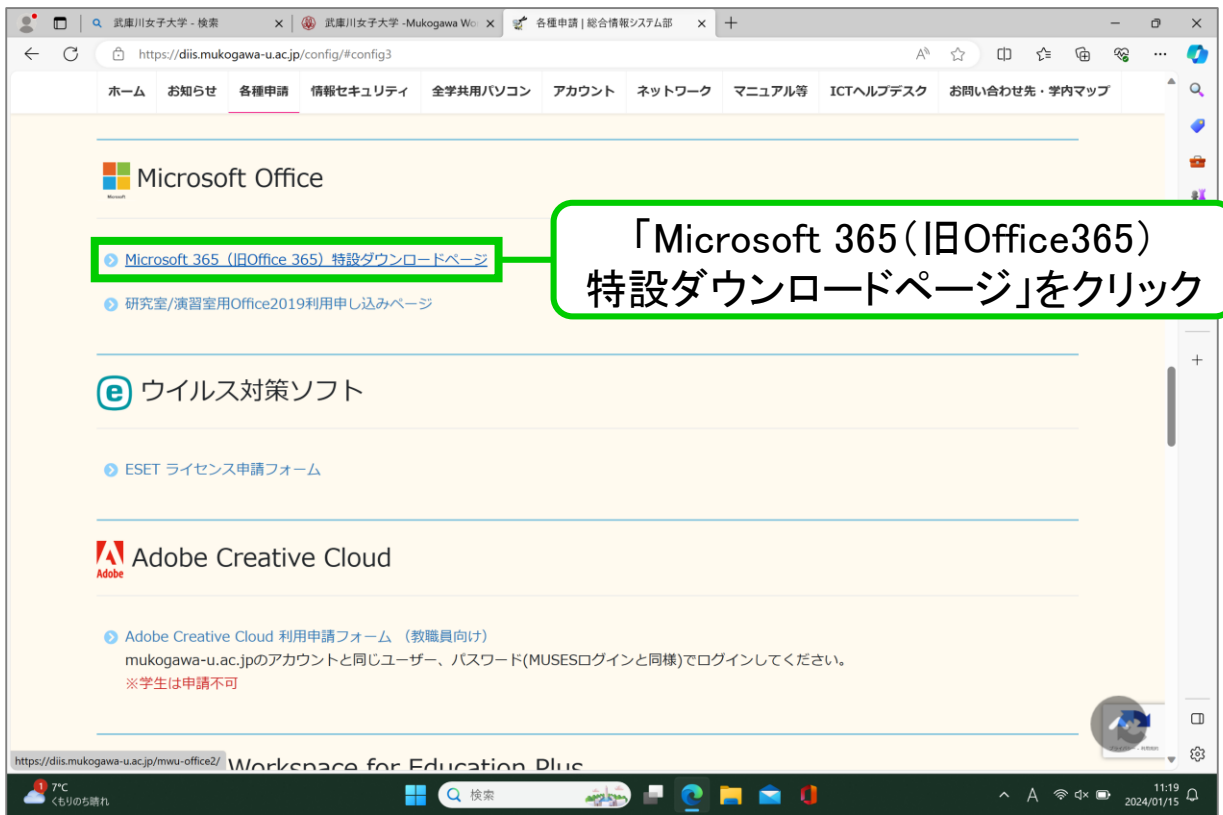 武庫川女子大学 - 検索
武庫川女子大学 -Mukogawa Wo
各種申請 | 総合情報システム部
https://diis.mukogawa-u.ac.jp/config/#config3
ホーム お知らせ 各種申請 情報セキュリティ 全学共用パソコン アカウント ネットワーク マニュアル等 ICTヘルプデスク お問い合わせ先・学内マップ
Microsoft
Microsoft Office
Microsoft 365（旧Office 365）特設ダウンロードページ
「Microsoft 365（旧Office365）
特設ダウンロードページ」をクリック
研究室/演習室用Office2019利用申し込みページ
e ウイルス対策ソフト
ESET ライセンス申請フォーム
Adobe
Adobe Creative Cloud
Adobe Creative Cloud 利用申請フォーム （教職員向け）
mukogawa-u.ac.jpのアカウントと同じユーザー、パスワード(MUSESログインと同様)でログインしてください。
※学生は申請不可
https://diis.mukogawa-u.ac.jp/mwu-office2/
Workspace for Education Plus
1
7°C
くもりのち晴れ
検索
A
11:19
2024/01/15